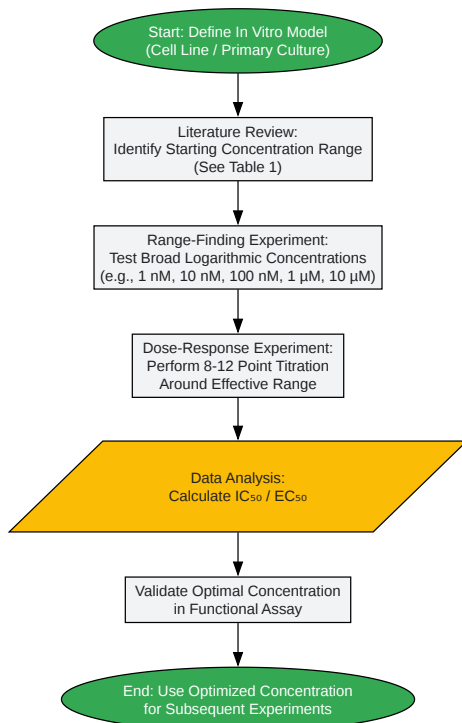 Start: Define In Vitro Model
(Cell Line / Primary Culture)
Literature Review:
Identify Starting Concentration Range
(See Table 1)
Range-Finding Experiment:
Test Broad Logarithmic Concentrations
(e.g., 1 nM, 10 nM, 100 nM, 1 µM, 10 µM)
Dose-Response Experiment:
Perform 8-12 Point Titration
Around Effective Range
Data Analysis:
Calculate IC₅₀ / EC₅₀
Validate Optimal Concentration
in Functional Assay
End: Use Optimized Concentration
for Subsequent Experiments